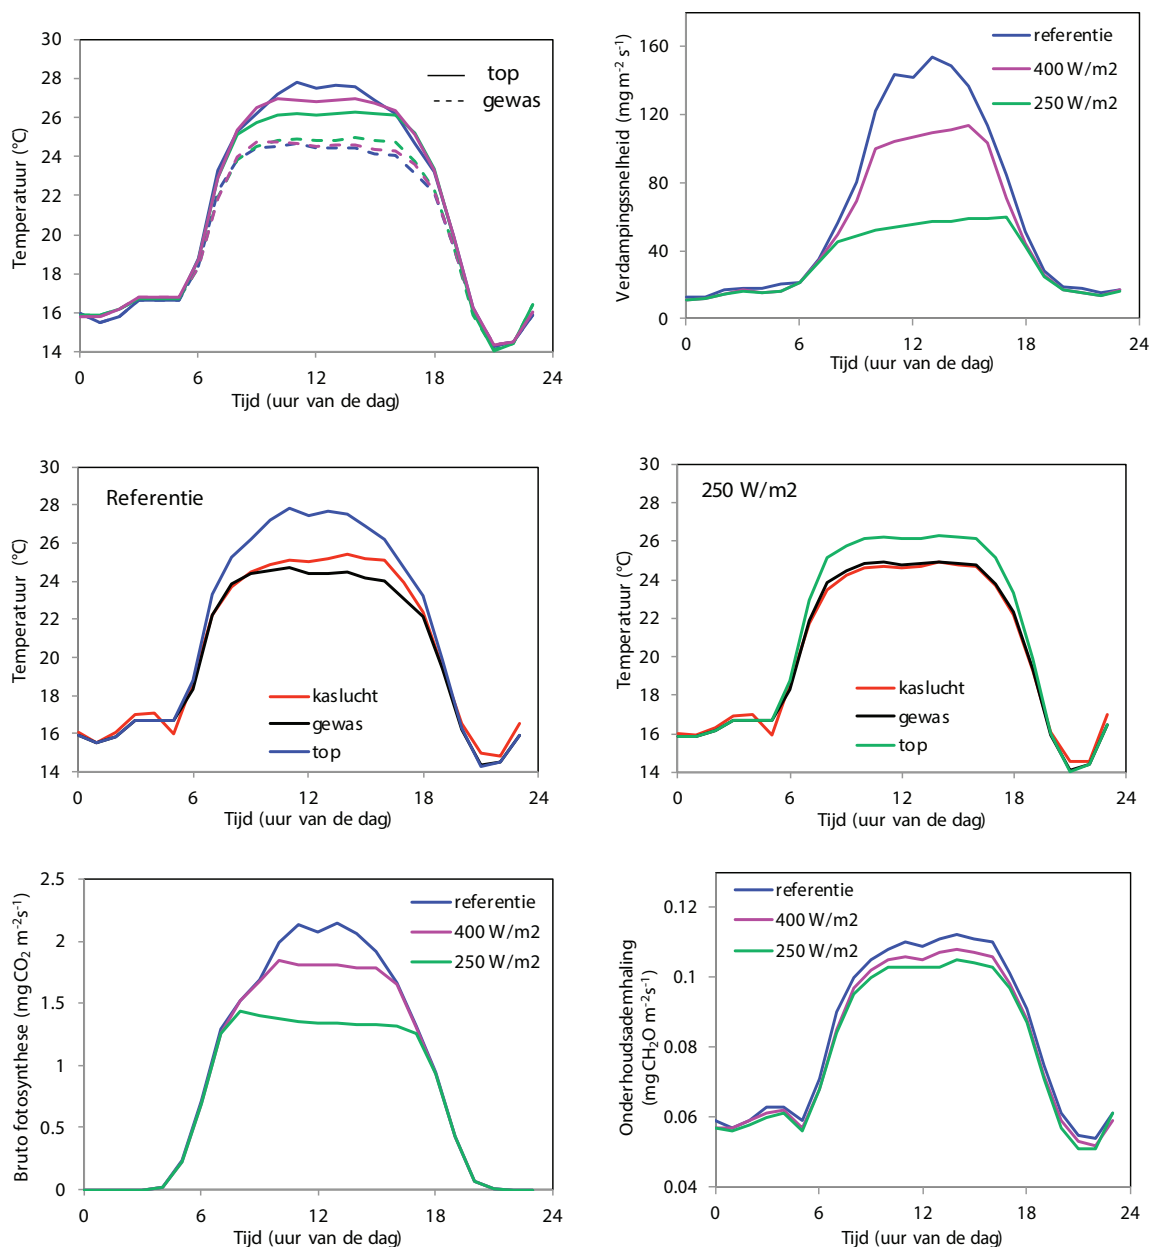 30
28
26
24
22
20
18
16
14
0
6
12
18
24
Temperatuur (°C)
Tijd (uur van de dag)
top
gewas
160
120
80
40
0
0
6
12
18
24
Verdampingssnelheid (mg m⁻² s⁻¹)
Tijd (uur van de dag)
referentie
400 W/m2
250 W/m2
30
28
26
24
22
20
18
16
14
0
6
12
18
24
Temperatuur (°C)
Tijd (uur van de dag)
Referentie
kaslucht
gewas
top
30
28
26
24
22
20
18
16
14
0
6
12
18
24
Temperatuur (°C)
Tijd (uur van de dag)
250 W/m2
kaslucht
gewas
top
2.5
2
1.5
1
0.5
0
0
6
12
18
24
Bruto fotosynthese (mg CO₂ m⁻²s⁻¹)
Tijd (uur van de dag)
referentie
400 W/m2
250 W/m2
0.12
0.1
0.08
0.06
0.04
0
6
12
18
24
Onderhoudsademhaling
(mg CH₂O m⁻²s⁻¹)
Tijd (uur van de dag)
referentie
400 W/m2
250 W/m2